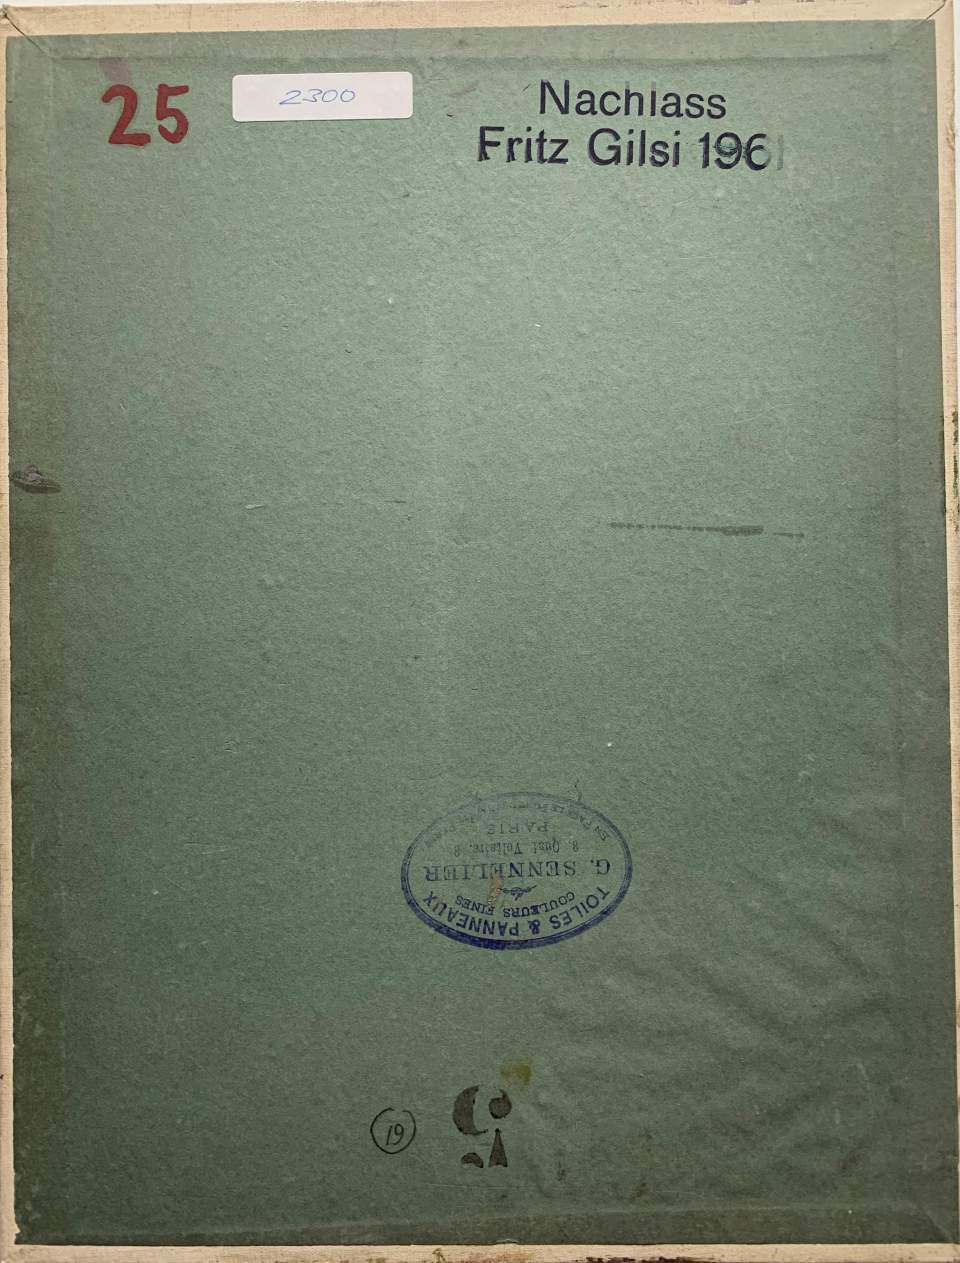 25
2300
Nachlass
Fritz Gilsi 1961
TOILES & PANNEAUX
COULEURS FINES
G. SENNELIER
3, Quai Voltaire, 3
PARIS
19
5